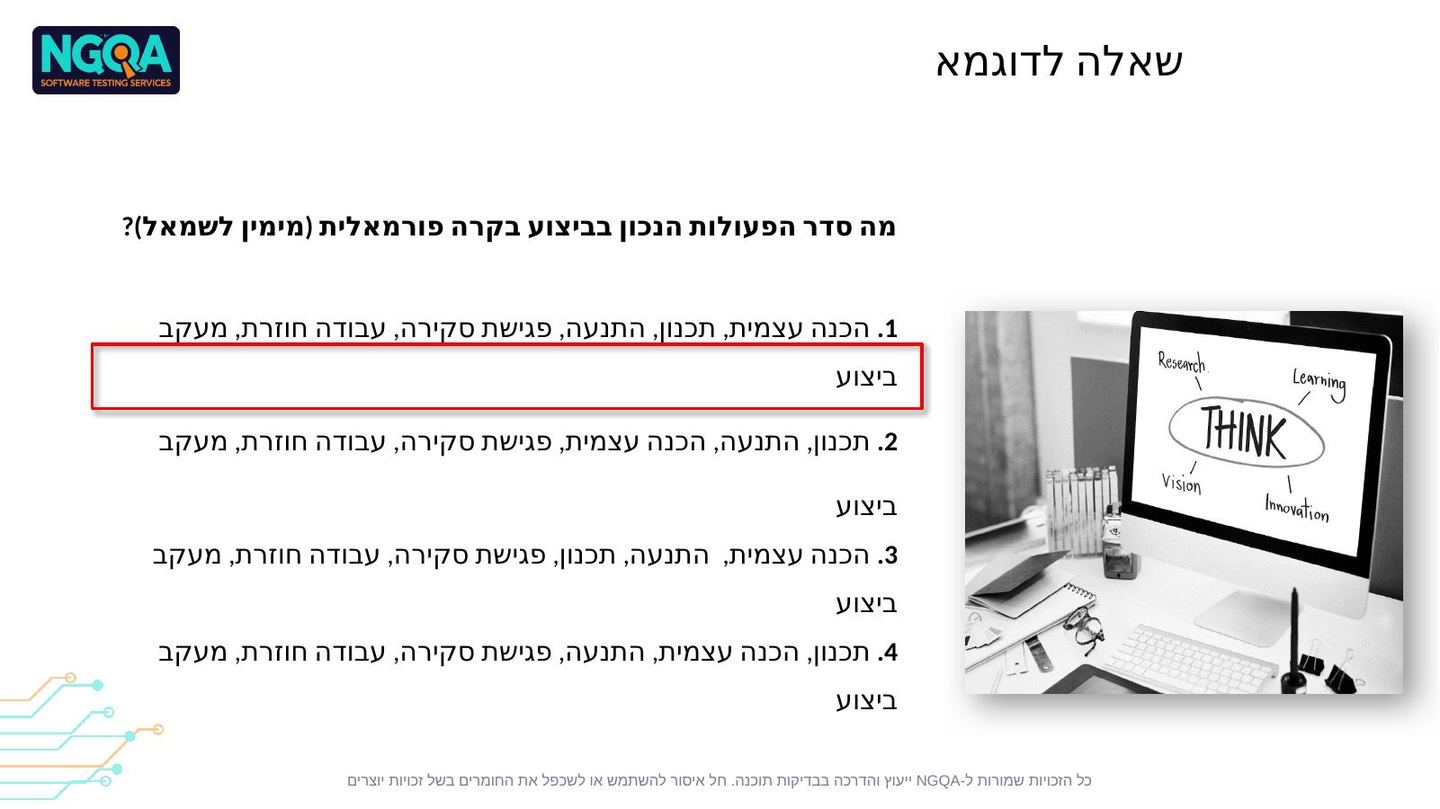 NGQA
SOFTWARE TESTING SERVICES
שאלה לדוגמא
מה סדר הפעולות הנכון בביצוע בקרה פורמאלית (מימין לשמאל)?
1. הכנה עצמית, תכנון, התנעה, פגישת סקירה, עבודה חוזרת, מעקב
ביצוע
2. תכנון, התנעה, הכנה עצמית, פגישת סקירה, עבודה חוזרת, מעקב
ביצוע
3. הכנה עצמית, התנעה, תכנון, פגישת סקירה, עבודה חוזרת, מעקב
ביצוע
4. תכנון, הכנה עצמית, התנעה, פגישת סקירה, עבודה חוזרת, מעקב
ביצוע
Research.
Learning
THINK
Vision
Innovation
כל הזכויות שמורות ל-NGQA ייעוץ והדרכה בבדיקות תוכנה. חל איסור להשתמש או לשכפל את החומרים בשל זכויות יוצרים